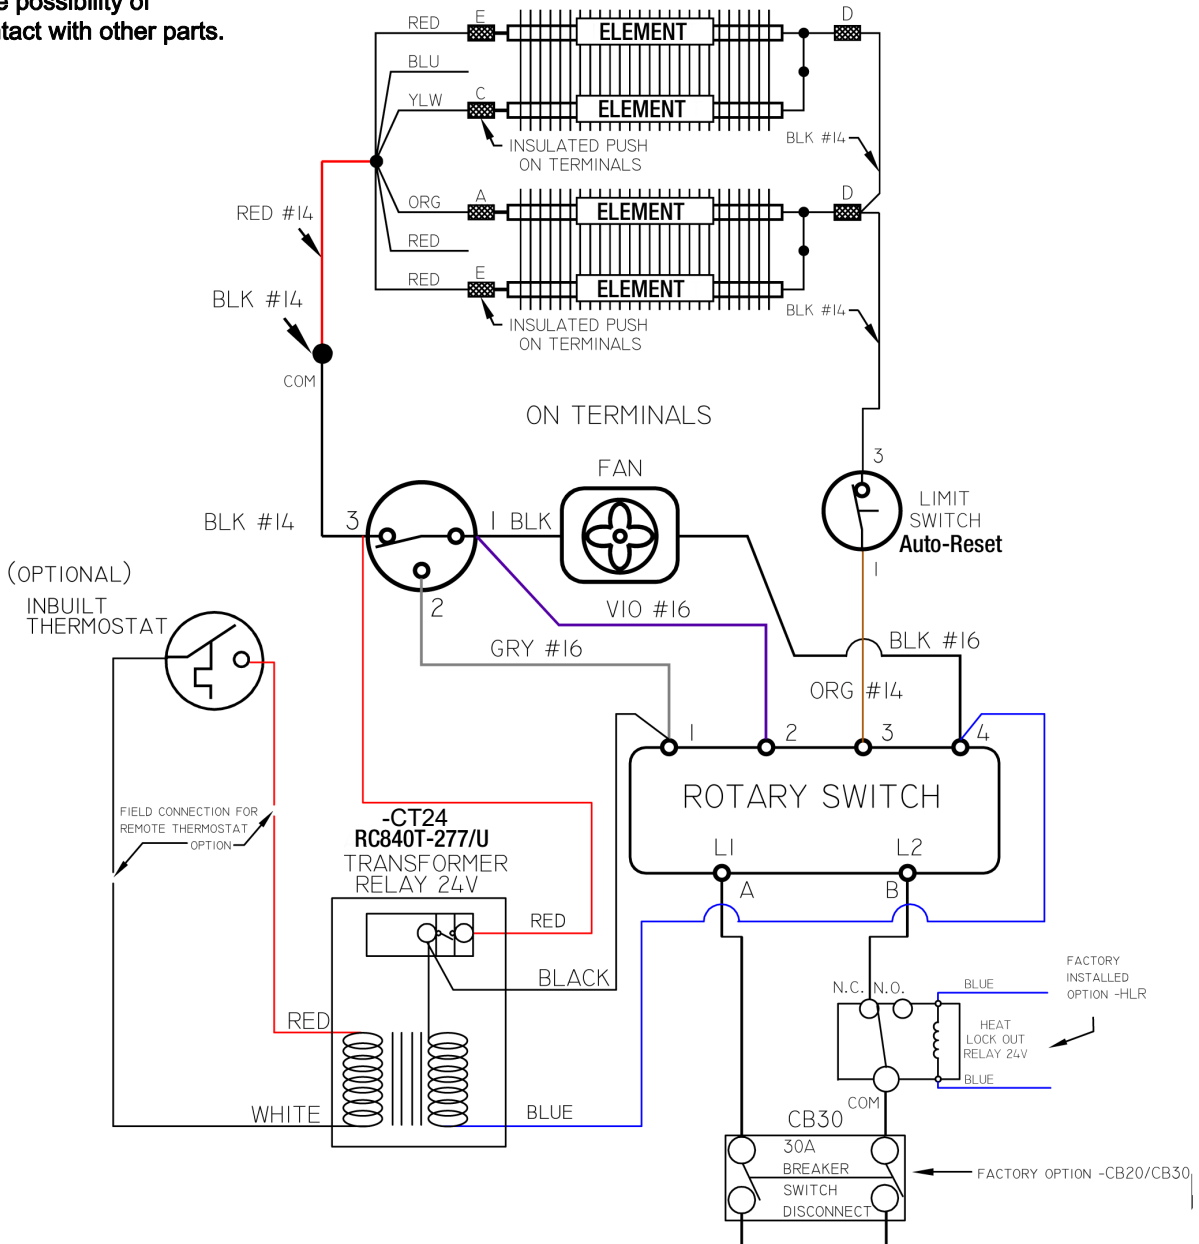 e possibility of
ntact with other parts.
RED
E
ELEMENT
D
BLU
YLW
C
ELEMENT
INSULATED PUSH
ON TERMINALS
BLK #14
ORG
A
ELEMENT
D
RED
RED
E
ELEMENT
INSULATED PUSH
ON TERMINALS
BLK #14
RED #14
BLK #14
COM
ON TERMINALS
FAN
3
LIMIT
SWITCH
Auto-Reset
1
BLK #14
3
1
BLK
2
(OPTIONAL)
INBUILT
THERMOSTAT
VIO #16
GRY #16
BLK #16
ORG #14
1
2
3
4
ROTARY SWITCH
L1
L2
A
B
FIELD CONNECTION FOR
REMOTE THERMOSTAT
OPTION
-CT24
RC840T-277/U
TRANSFORMER
RELAY 24V
RED
BLACK
RED
WHITE
BLUE
N.C.
N.O.
BLUE
HEAT
LOCK OUT
RELAY 24V
BLUE
COM
FACTORY
INSTALLED
OPTION -HLR
CB30
30A
BREAKER
SWITCH
DISCONNECT
FACTORY OPTION -CB20/CB30